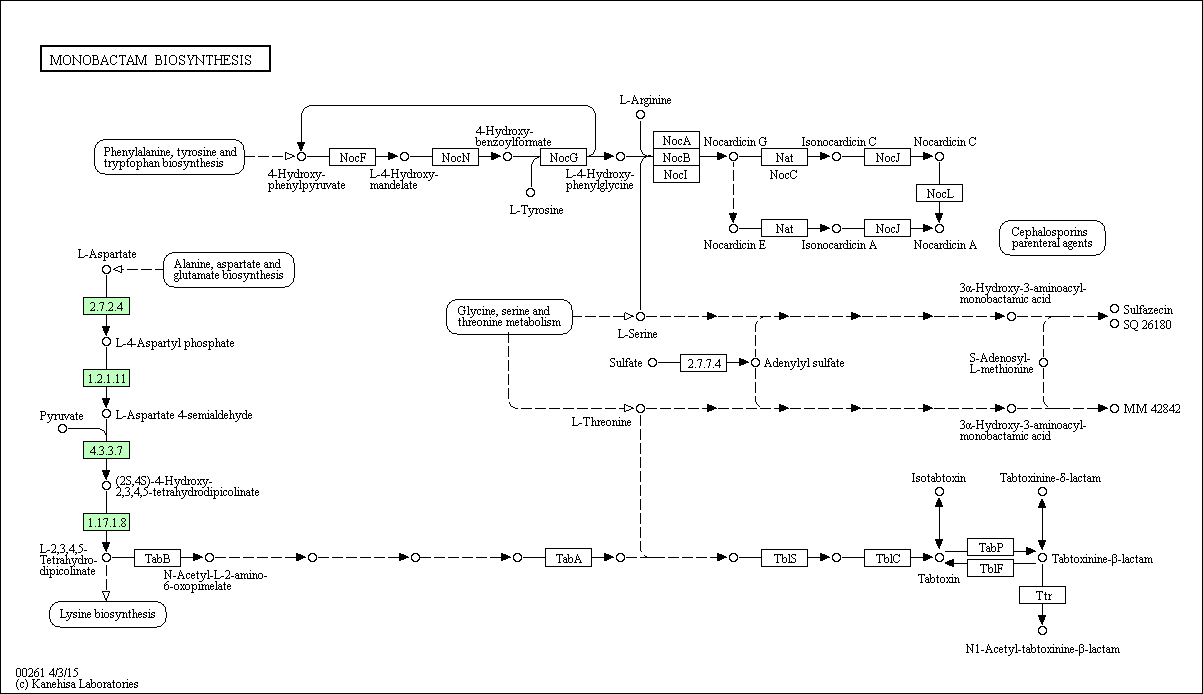 MONOBACTAM BIOSYNTHESIS
L-Arginine
Phenylalanine, tyrosine and
tryptophan biosynthesis
4-Hydroxy-
phenylpyruvate
NocF
L-4-Hydroxy-
mandelate
NocN
4-Hydroxy-
benzoylformate
NocG
L-Tyrosine
L-4-Hydroxy-
phenylglycine
NocA
NocB
NocI
Nocardicin G
Nat
NocC
Isonocardicin C
NocJ
Nocardicin C
NocL
Nocardicin E
Nat
Isonocardicin A
NocJ
Nocardicin A
Cephalosporins
parenteral agents
L-Aspartate
Alanine, aspartate and
glutamate biosynthesis
2.7.2.4
L-4-Aspartyl phosphate
1.2.1.11
Pyruvate
L-Aspartate 4-semialdehyde
4.3.3.7
(2S,4S)-4-Hydroxy-
2,3,4,5-tetrahydrodipicolinate
1.17.1.8
Glycine, serine and
threonine metabolism
L-Serine
3α-Hydroxy-3-aminoacyl-
monobactamic acid
Sulfazecin
SQ 26180
Sulfate
2.7.7.4
Adenylyl sulfate
S-Adenosyl-
L-methionine
L-Threonine
3α-Hydroxy-3-aminoacyl-
monobactamic acid
MM 42842
Isotabtoxin
Tabtoxinine-δ-lactam
L-2,3,4,5-
Tetrahydro-
dipicolinate
TabB
N-Acetyl-L-2-amino-
6-oxopimelate
TabA
TblS
TblC
Tabtoxin
TabP
TblF
Tabtoxinine-β-lactam
Ttr
N1-Acetyl-tabtoxinine-β-lactam
Lysine biosynthesis
00261 4/3/15
(c) Kanehisa Laboratories